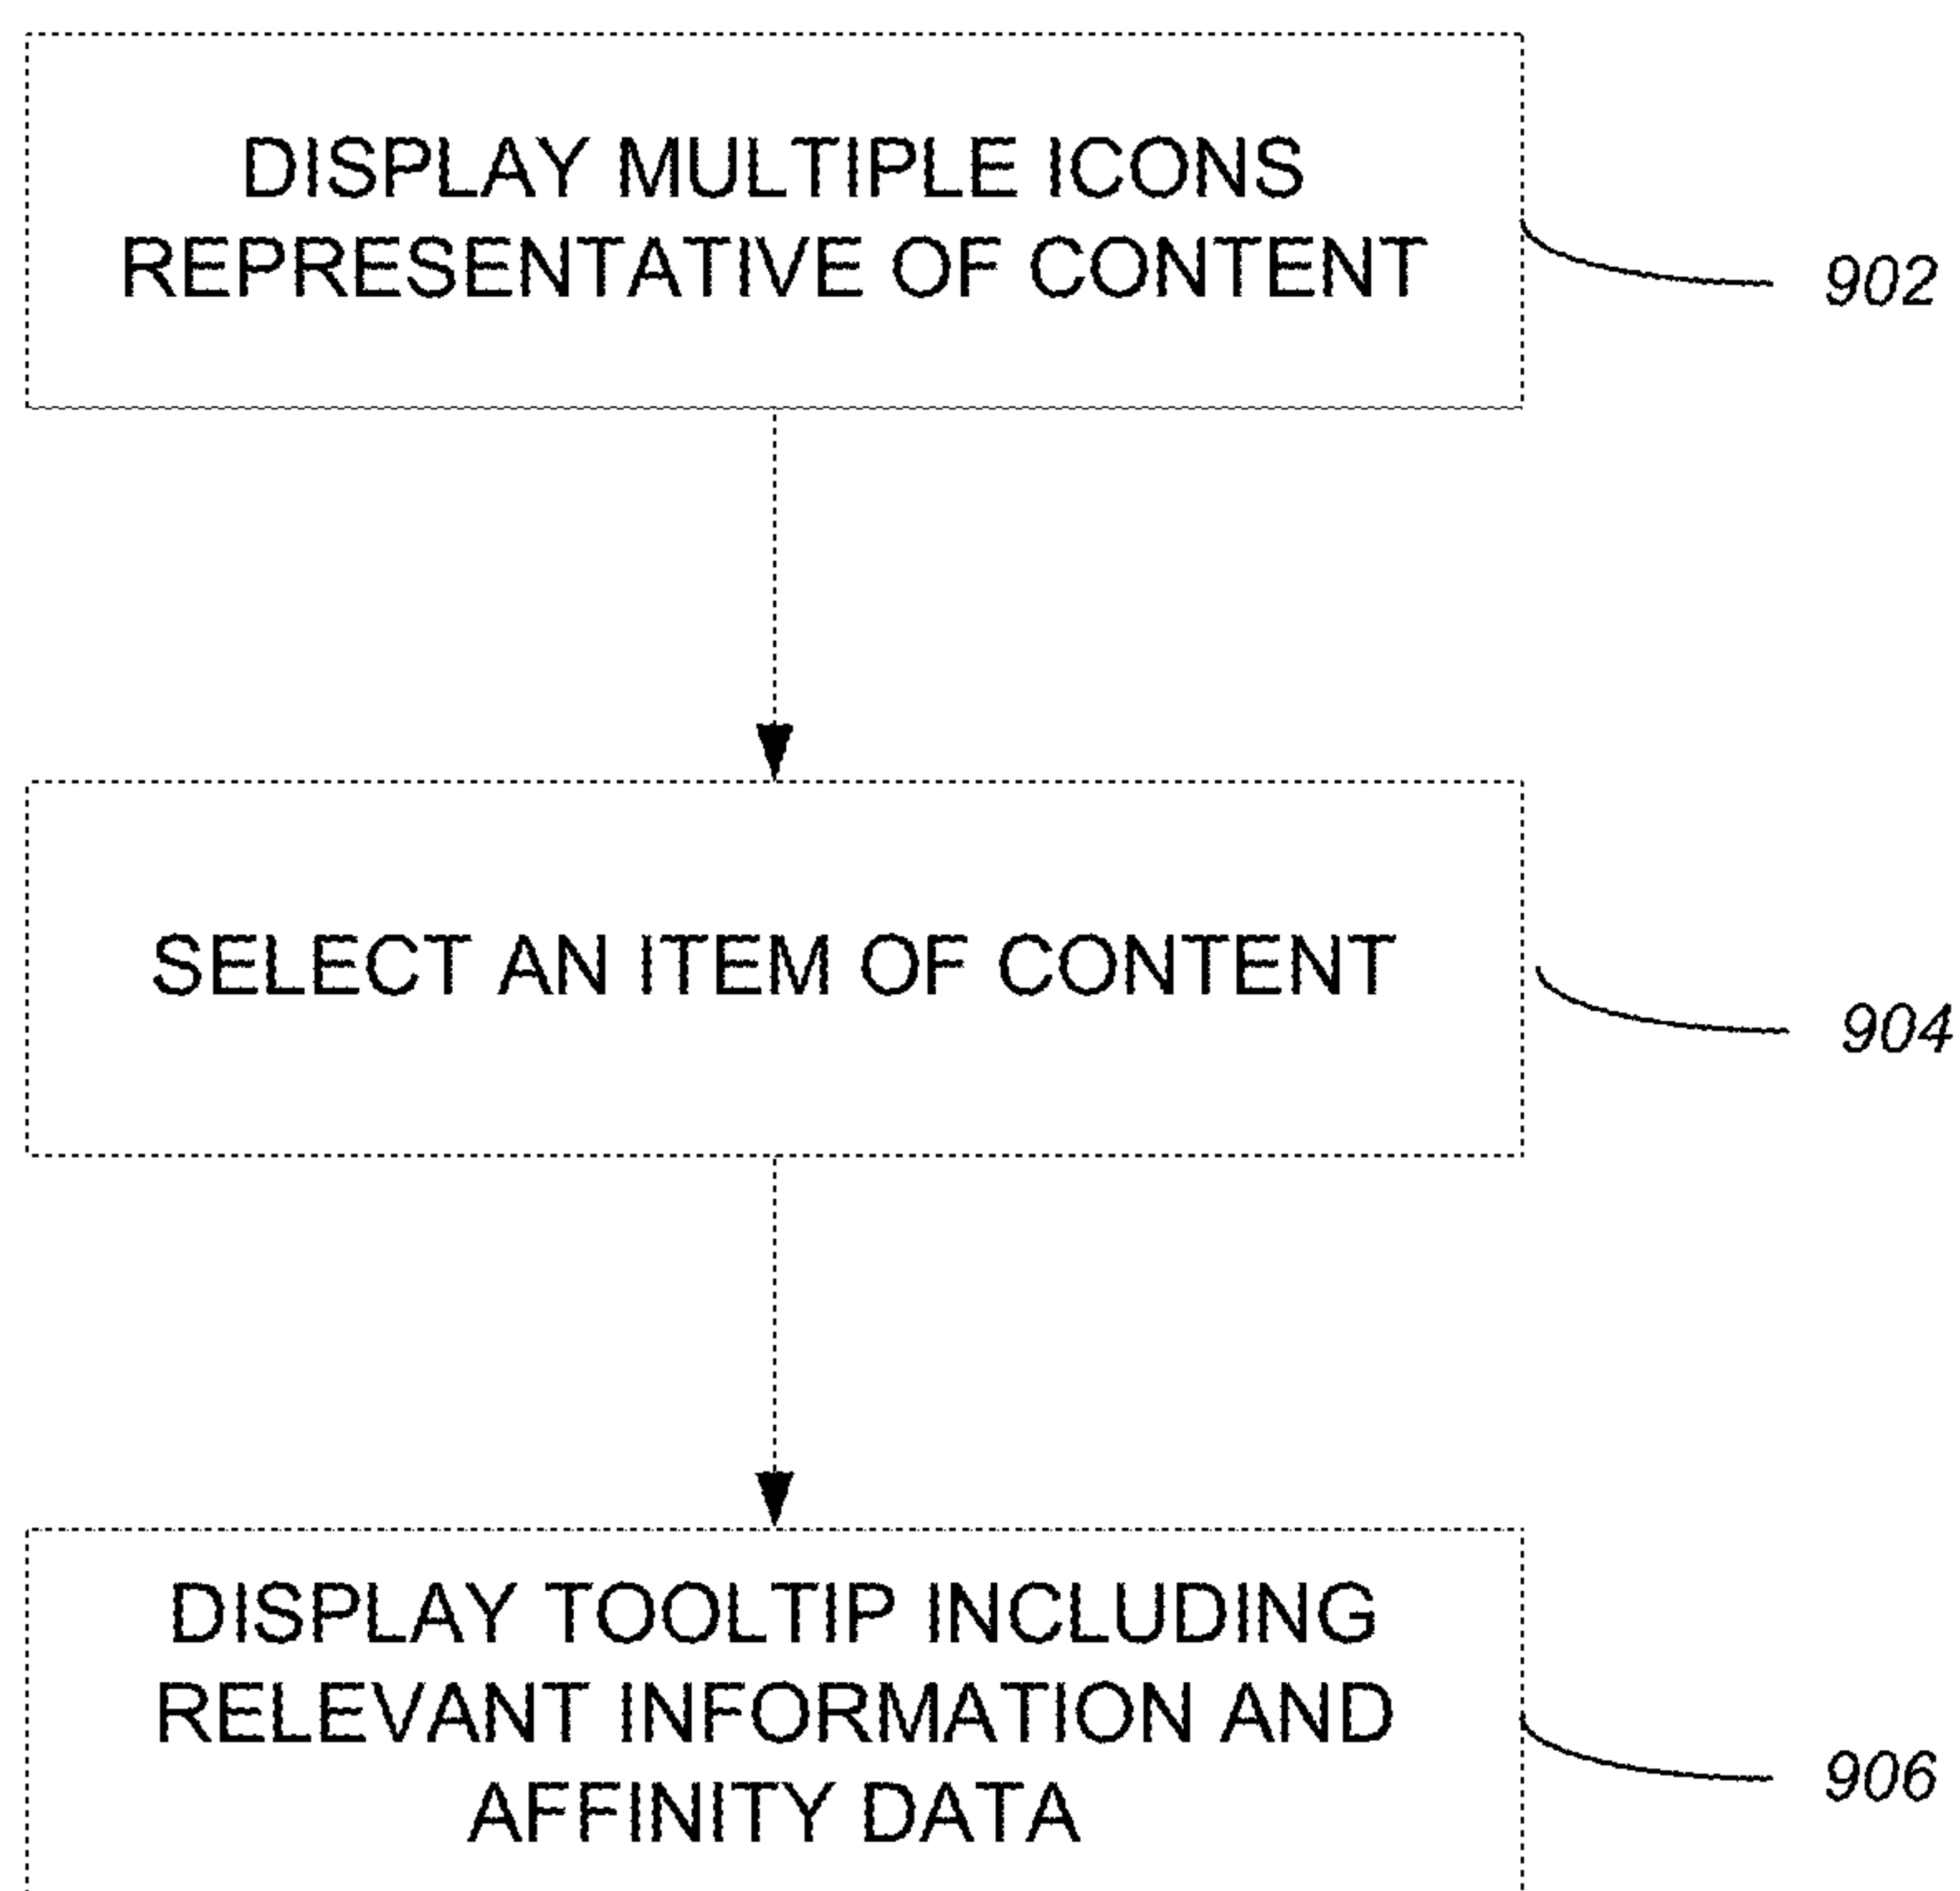 DISPLAY MULTIPLE ICONS
REPRESENTATIVE OF CONTENT
902
SELECT AN ITEM OF CONTENT
904
DISPLAY TOOLTIP INCLUDING
RELEVANT INFORMATION AND
AFFINITY DATA
906